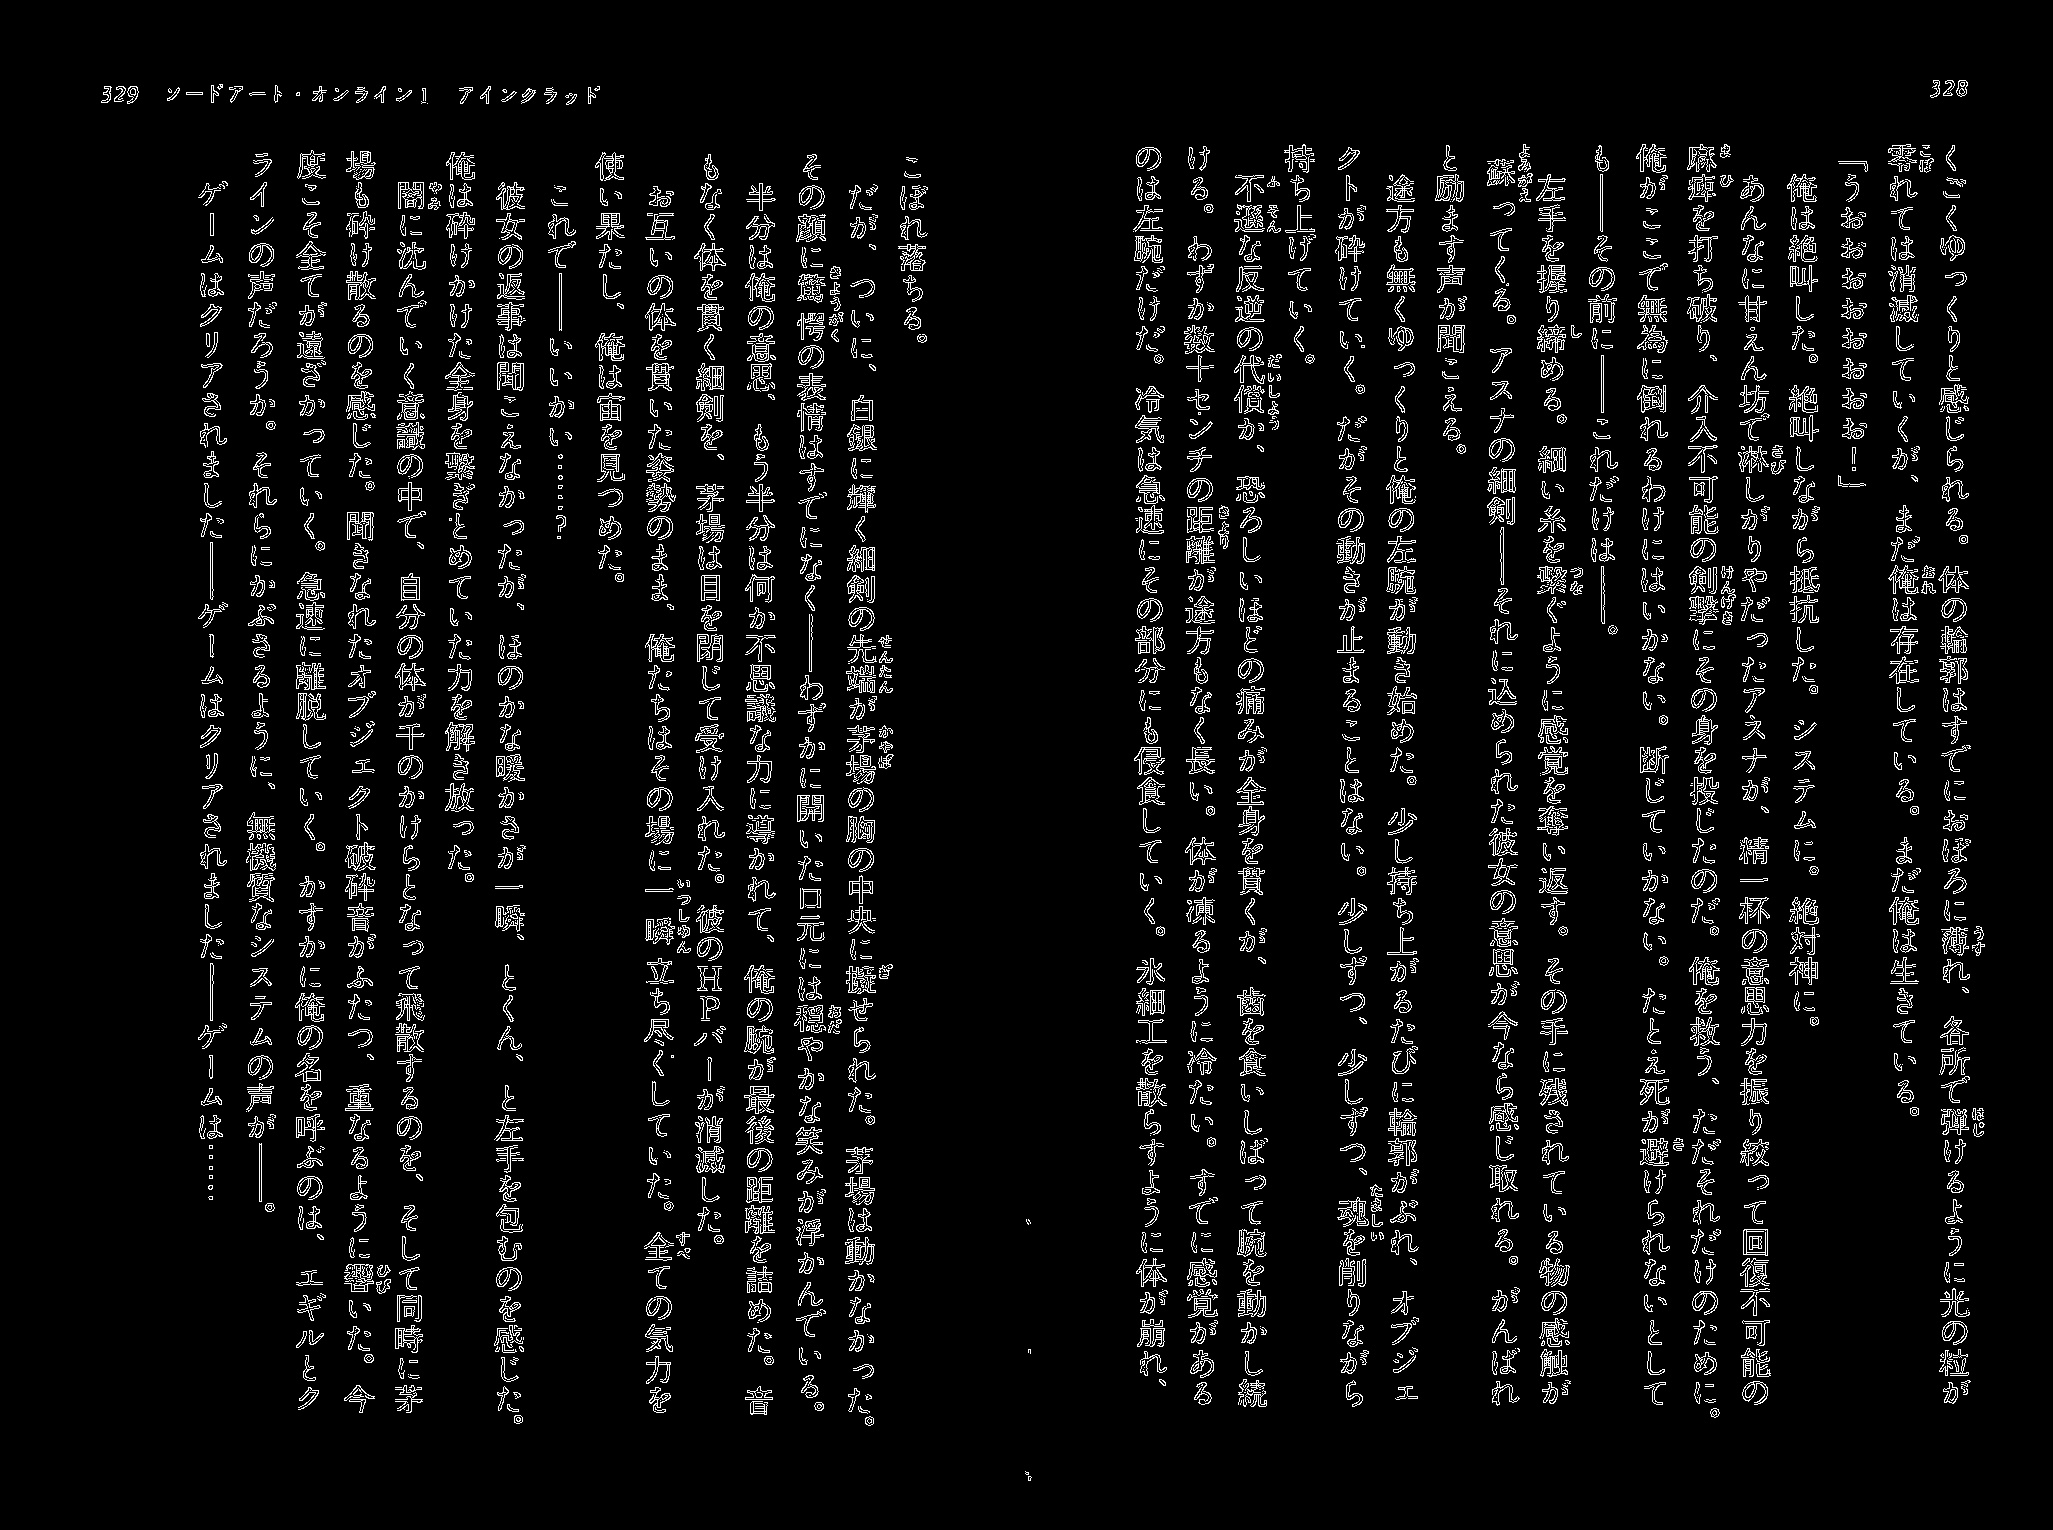 328
くごくゆっくりと感じられる。体の輪郭はすでにおぼろに薄れ、各所で弾けるように光の粒が
零れては消滅していくが、まだ俺は存在している。まだ俺は生きている。
「うおおおおおおお!」
俺は絶叫した。絶叫しながら抵抗した。システムに。絶対神に。
あんなに甘えん坊で淋しがりやだったアスナが、精一杯の意思力を振り絞って回復不可能の
麻痺を打ち破り、介入不可能の剣撃にその身を投じたのだ。俺を救う、ただそれだけのために。
俺がここで無為に倒れるわけにはいかない。断じていかない。たとえ死が避けられないとして
も——その前に——これだけは——。
左手を握り締める。細い糸を繋ぐように感覚を奪い返す。その手に残されている物の感触が
蘇ってくる。アスナの細剣——それに込められた彼女の意思が今なら感じ取れる。がんばれ
と励ます声が聞こえる。
途方も無くゆっくりと俺の左腕が動き始めた。少し持ち上がるたびに輪郭がぶれ、オブジェ
クトが砕けていく。だがその動きが止まることはない。少しずつ、少しずつ、魂を削りながら
持ち上げていく。
不遜な反逆の代償か、恐ろしいほどの痛みが全身を貫くが、歯を食いしばって腕を動かし続
ける。わずか数十センチの距離が途方もなく長い。体が凍るように冷たい。すでに感覚がある
のは左腕だけだ。冷気は急速にその部分にも侵食していく。氷細工を散らすように体が崩れ、
329 ソードアート・オンライン1 アインクラッド
こぼれ落ちる。
だが、ついに、白銀に輝く細剣の先端が茅場の胸の中央に擬せられた。茅場は動かなかった。
その顔に驚愕の表情はすでになく——わずかに開いた口元には穏やかな笑みが浮かんでいる。
半分は俺の意思、もう半分は何か不思議な力に導かれて、俺の腕が最後の距離を詰めた。音
もなく体を貫く細剣を、茅場は目を閉じて受け入れた。彼のHPバーが消滅した。
お互いの体を貫いた姿勢のまま、俺たちはその場に一瞬立ち尽くしていた。全ての気力を
使い果たし、俺は宙を見つめた。
これで——いいかい……?
彼女の返事は聞こえなかったが、ほのかな暖かさが一瞬、とくん、と左手を包むのを感じた。
俺は砕けかけた全身を繋ぎとめていた力を解き放った。
闇に沈んでいく意識の中で、自分の体が千のかけらとなって飛散するのを、そして同時に茅
場も砕け散るのを感じた。聞きなれたオブジェクト破砕音がふたつ、重なるように響いた。今
度こそ全てが遠ざかっていく。急速に離脱していく。かすかに俺の名を呼ぶのは、エギルとク
ラインの声だろうか。それらにかぶさるように、無機質なシステムの声が——。
ゲームはクリアされました——ゲームはクリアされました——ゲームは……